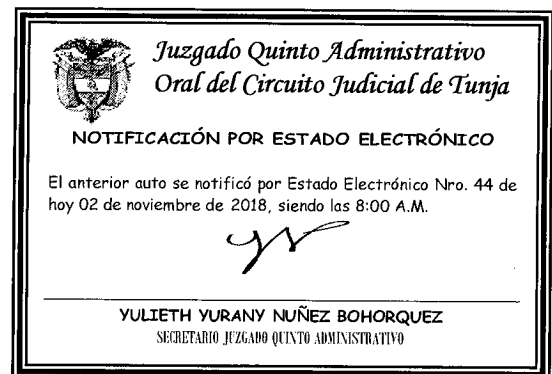 Juzgado Quinto Administrativo
Oral del Circuito Judicial de Tunja
NOTIFICACIÓN POR ESTADO ELECTRÓNICO
El anterior auto se notificó por Estado Electrónico Nro. 44 de
hoy 02 de noviembre de 2018, siendo las 8:00 A.M.
YULIETH YURANY NUÑEZ BOHORQUEZ
SECRETARIO JUZGADO QUINTO ADMINISTRATIVO